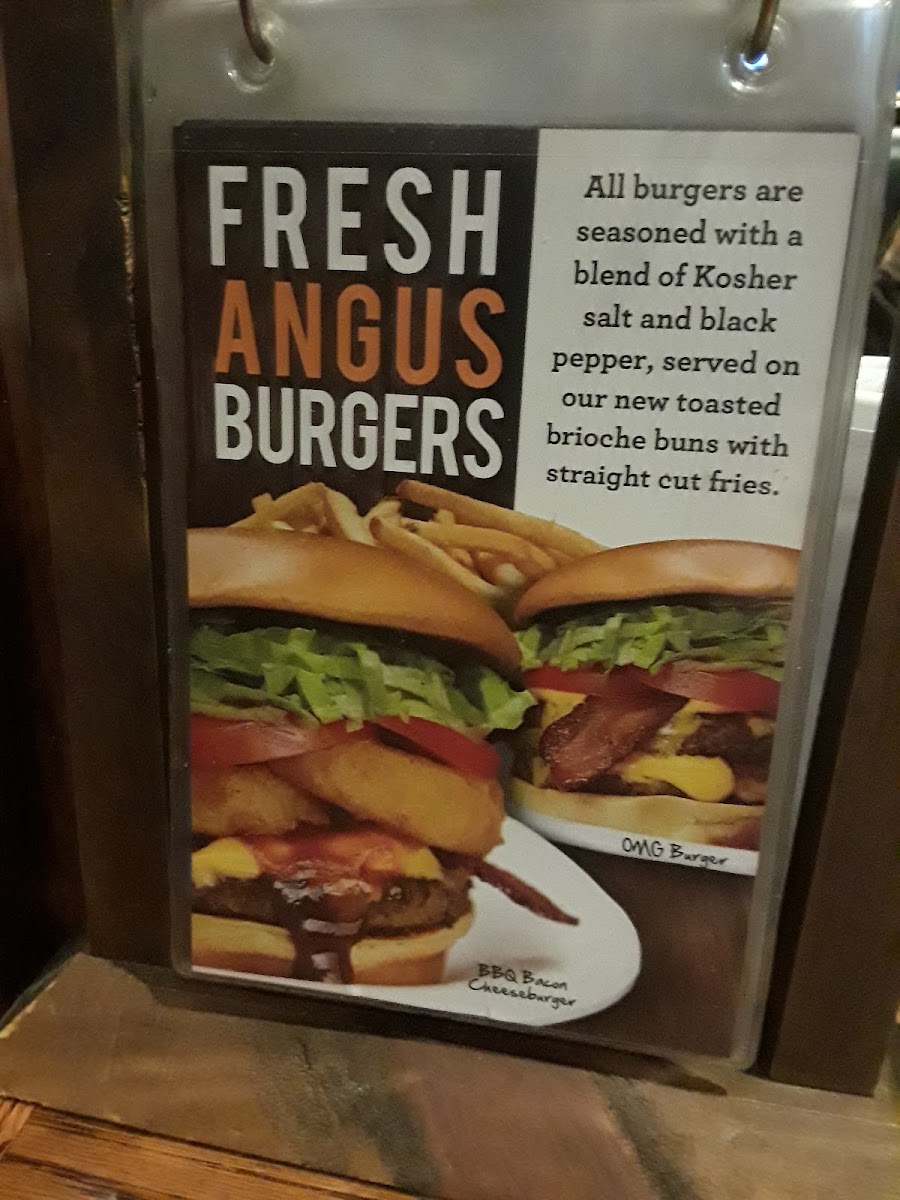 FRESH
ANGUS
BURGERS
All burgers are
seasoned with a
blend of Kosher
salt and black
pepper, served on
our new toasted
brioche buns with
straight cut fries.
OMG Burger
BBQ Bacon
Cheeseburger